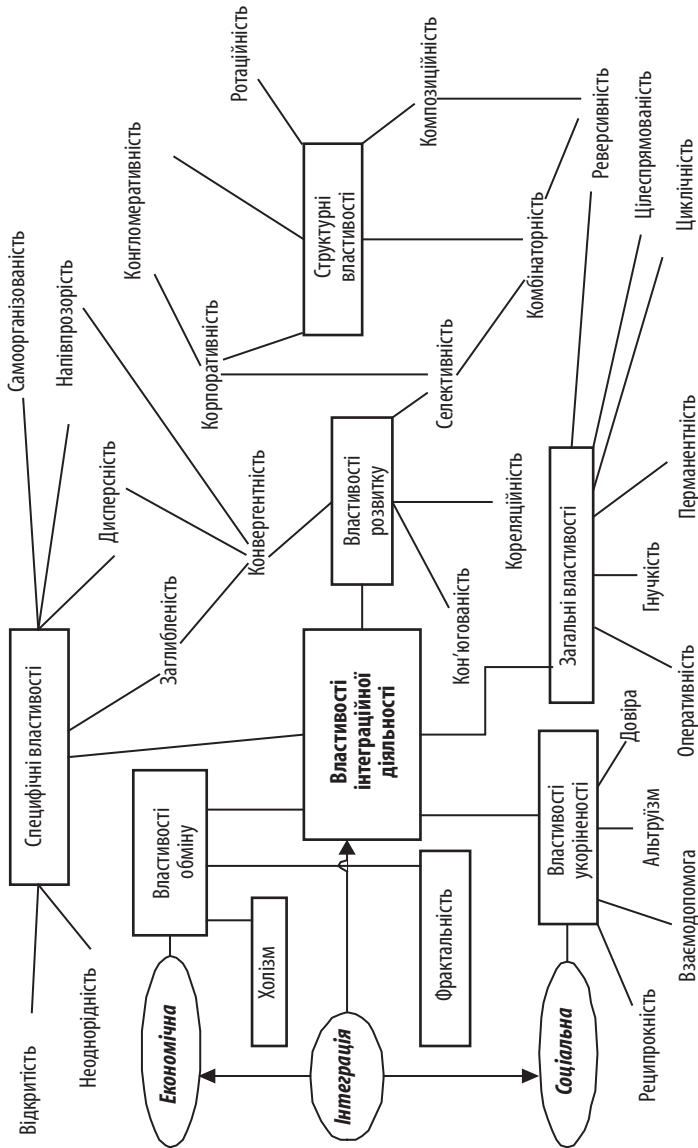 Відкритість
Неоднорідність
Специфічні властивості
Самоорганізованість
Напівпрозорість
Дисперсність
Заглибленість
Конвергентність
Конгломеративність
Ротаційність
Корпоративність
Структурні
властивості
Композиційність
Економічна
Властивості
обміну
Холізм
Інтеграція
Властивості
інтеграційної
діяльності
Властивості
розвитку
Селективність
Комбінаторність
Реверсивність
Фрактальність
Кон’югованість
Кореляційність
Соціальна
Властивості
укоріненості
Загальні властивості
Цілеспрямованість
Циклічність
Реципрокність
Взаємодопомога
Альтруїзм
Довіра
Оперативність
Гнучкість
Перманентність